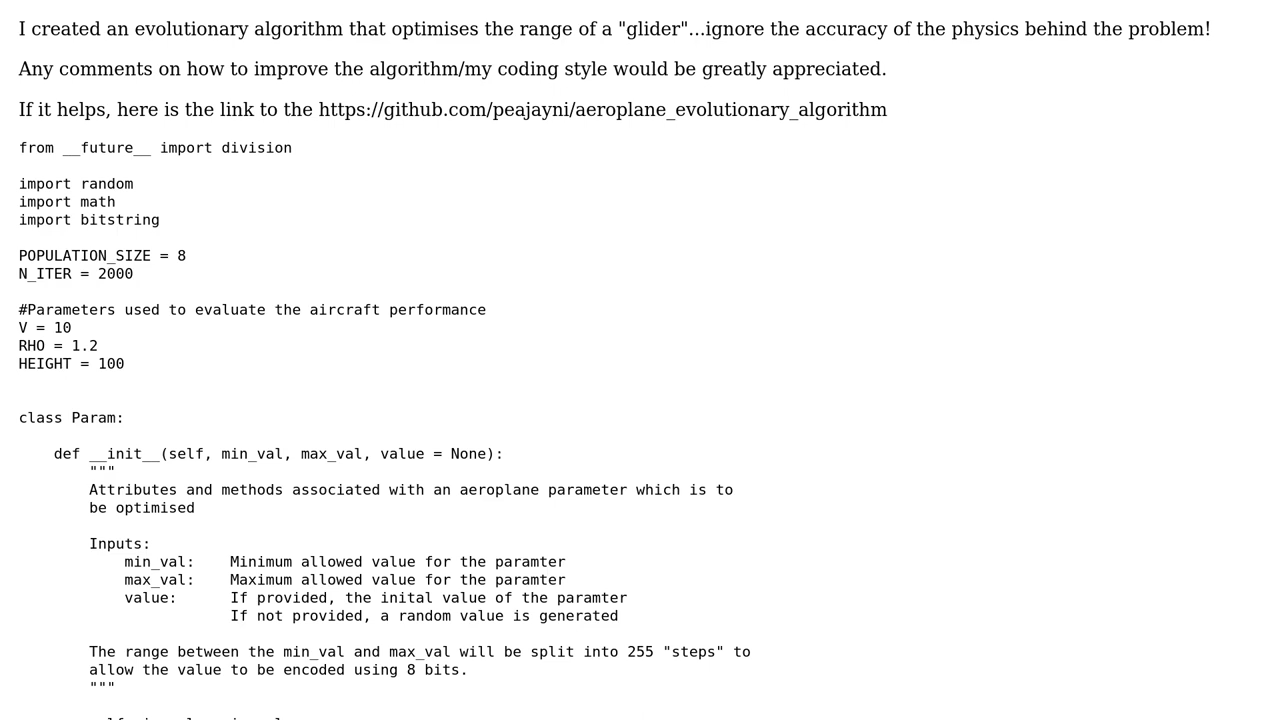 I created an evolutionary algorithm that optimises the range of a "glider"...ignore the accuracy of the physics behind the problem!
Any comments on how to improve the algorithm/my coding style would be greatly appreciated.
If it helps, here is the link to the https://github.com/peajayni/aeroplane_evolutionary_algorithm
from __future__ import division
import random
import math
import bitstring
POPULATION_SIZE = 8
N_ITER = 2000
#Parameters used to evaluate the aircraft performance
V = 10
RHO = 1.2
HEIGHT = 100
class Param:
def __init__(self, min_val, max_val, value = None):
"""
Attributes and methods associated with an aeroplane parameter which is to
be optimised
Inputs:
min_val: Minimum allowed value for the paramter
max_val: Maximum allowed value for the paramter
value: If provided, the inital value of the paramter
If not provided, a random value is generated
The range between the min_val and max_val will be split into 255 "steps" to
allow the value to be encoded using 8 bits.
"""